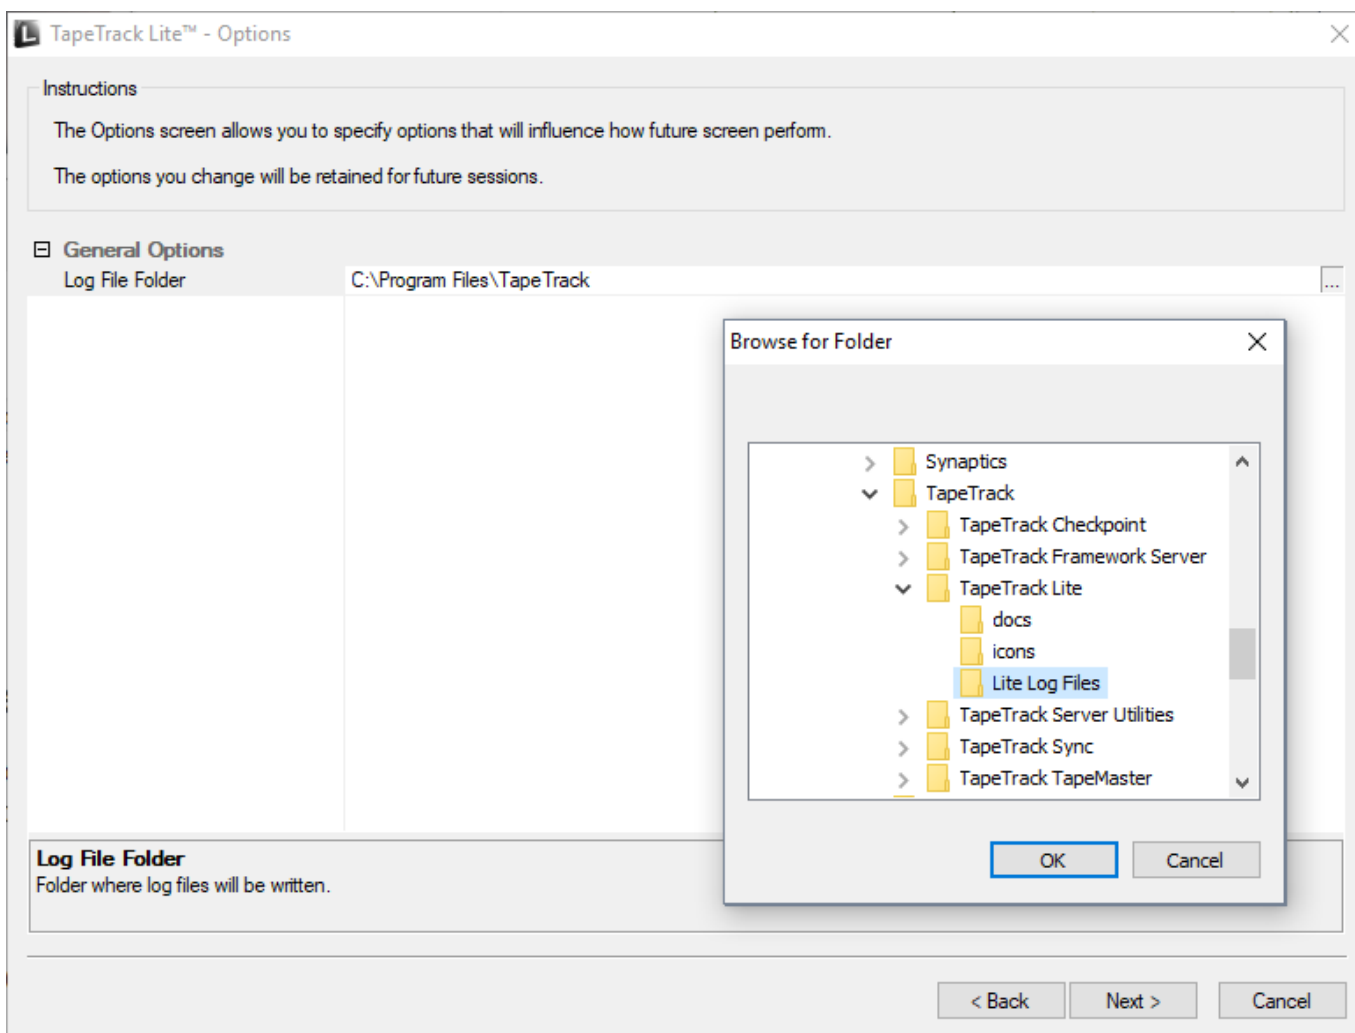 TapeTrack Lite™ - Options
Instructions
The Options screen allows you to specify options that will influence how future screen perform.
The options you change will be retained for future sessions.
General Options
Log File Folder C:\Program Files\TapeTrack ...
Browse for Folder
Synaptics
TapeTrack
TapeTrack Checkpoint
TapeTrack Framework Server
TapeTrack Lite
docs
icons
Lite Log Files
TapeTrack Server Utilities
TapeTrack Sync
TapeTrack TapeMaster
OK Cancel
Log File Folder
Folder where log files will be written.
< Back Next > Cancel